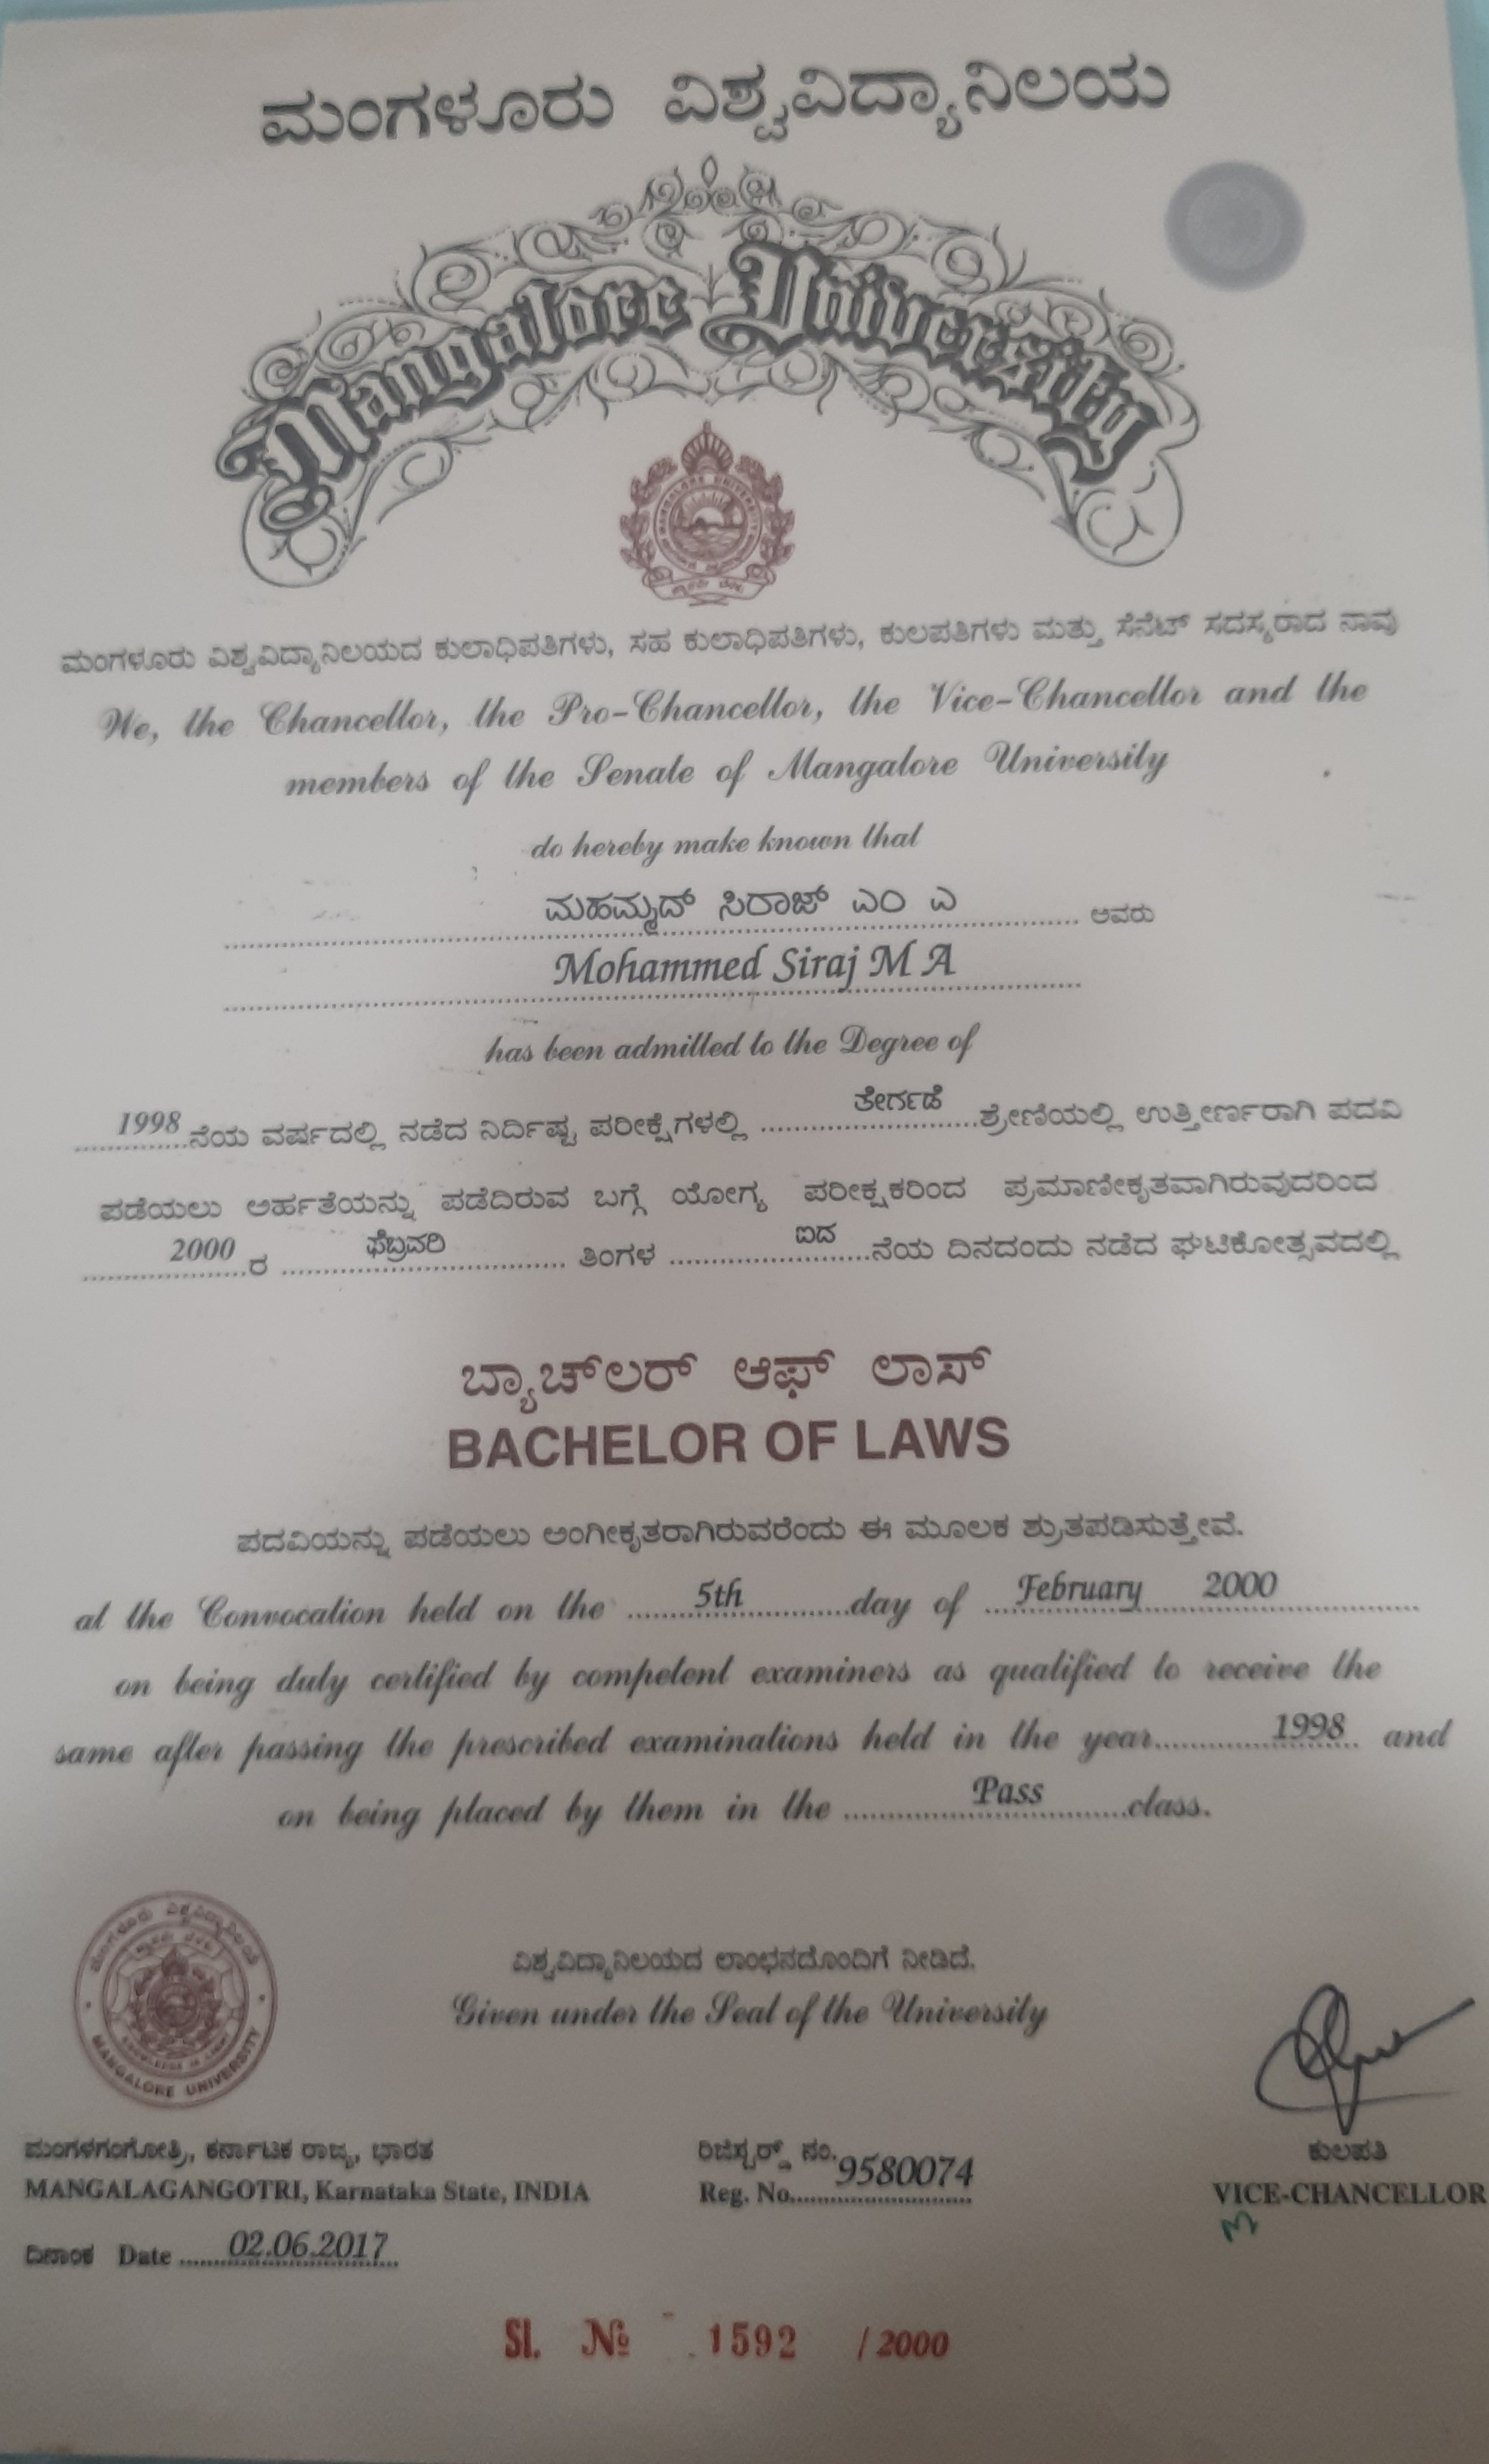 ಮಂಗಳೂರು ವಿಶ್ವವಿದ್ಯಾನಿಲಯ
Mangalore University
MANGALORE UNIVERSITY
ಮಂಗಳೂರು ವಿಶ್ವವಿದ್ಯಾನಿಲಯದ ಕುಲಾಧಿಪತಿಗಳು, ಸಹ ಕುಲಾಧಿಪತಿಗಳು, ಕುಲಪತಿಗಳು ಮತ್ತು ಸೆನೆಟ್ ಸದಸ್ಯರಾದ ನಾವು
We, the Chancellor, the Pro-Chancellor, the Vice-Chancellor and the
members of the Senate of Mangalore University
do hereby make known that
ಮಹಮ್ಮದ್ ಸಿರಾಜ್ ಎಂ ಎ ಅವರು
Mohammed Siraj M A
has been admitted to the Degree of
1998 ನೆಯ ವರ್ಷದಲ್ಲಿ ನಡೆದ ನಿರ್ದಿಷ್ಟ ಪರೀಕ್ಷೆಗಳಲ್ಲಿ ತೇರ್ಗಡೆ ಶ್ರೇಣಿಯಲ್ಲಿ ಉತ್ತೀರ್ಣರಾಗಿ ಪದವಿ
ಪಡೆಯಲು ಅರ್ಹತೆಯನ್ನು ಪಡೆದಿರುವ ಬಗ್ಗೆ ಯೋಗ್ಯ ಪರೀಕ್ಷಕರಿಂದ ಪ್ರಮಾಣೀಕೃತವಾಗಿರುವುದರಿಂದ
2000 ರ ಫೆಬ್ರವರಿ ತಿಂಗಳ ಐದ ನೆಯ ದಿನದಂದು ನಡೆದ ಘಟಿಕೋತ್ಸವದಲ್ಲಿ
ಬ್ಯಾಚ್‌ಲರ್ ಆಫ್ ಲಾಸ್
BACHELOR OF LAWS
ಪದವಿಯನ್ನು ಪಡೆಯಲು ಅಂಗೀಕೃತರಾಗಿರುವರೆಂದು ಈ ಮೂಲಕ ಶ್ರುತಪಡಿಸುತ್ತೇವೆ.
at the Convocation held on the 5th day of February 2000
on being duly certified by competent examiners as qualified to receive the
same after passing the prescribed examinations held in the year 1998 and
on being placed by them in the Pass class.
ಮಂಗಳೂರು ವಿಶ್ವವಿದ್ಯಾನಿಲಯ
MANGALORE UNIVERSITY
ವಿಶ್ವವಿದ್ಯಾನಿಲಯದ ಲಾಂಛನದೊಂದಿಗೆ ನೀಡಿದೆ.
Given under the Seal of the University
ಮಂಗಳಗಂಗೋತ್ರಿ, ಕರ್ನಾಟಕ ರಾಜ್ಯ, ಭಾರತ
MANGALAGANGOTRI, Karnataka State, INDIA
ದಿನಾಂಕ Date 02.06.2017
ರಿಜಿಸ್ಟರ್ಡ್ ನಂ.
Reg. No. 9580074
ಕುಲಪತಿ
VICE-CHANCELLOR
Sl. № 1592 / 2000